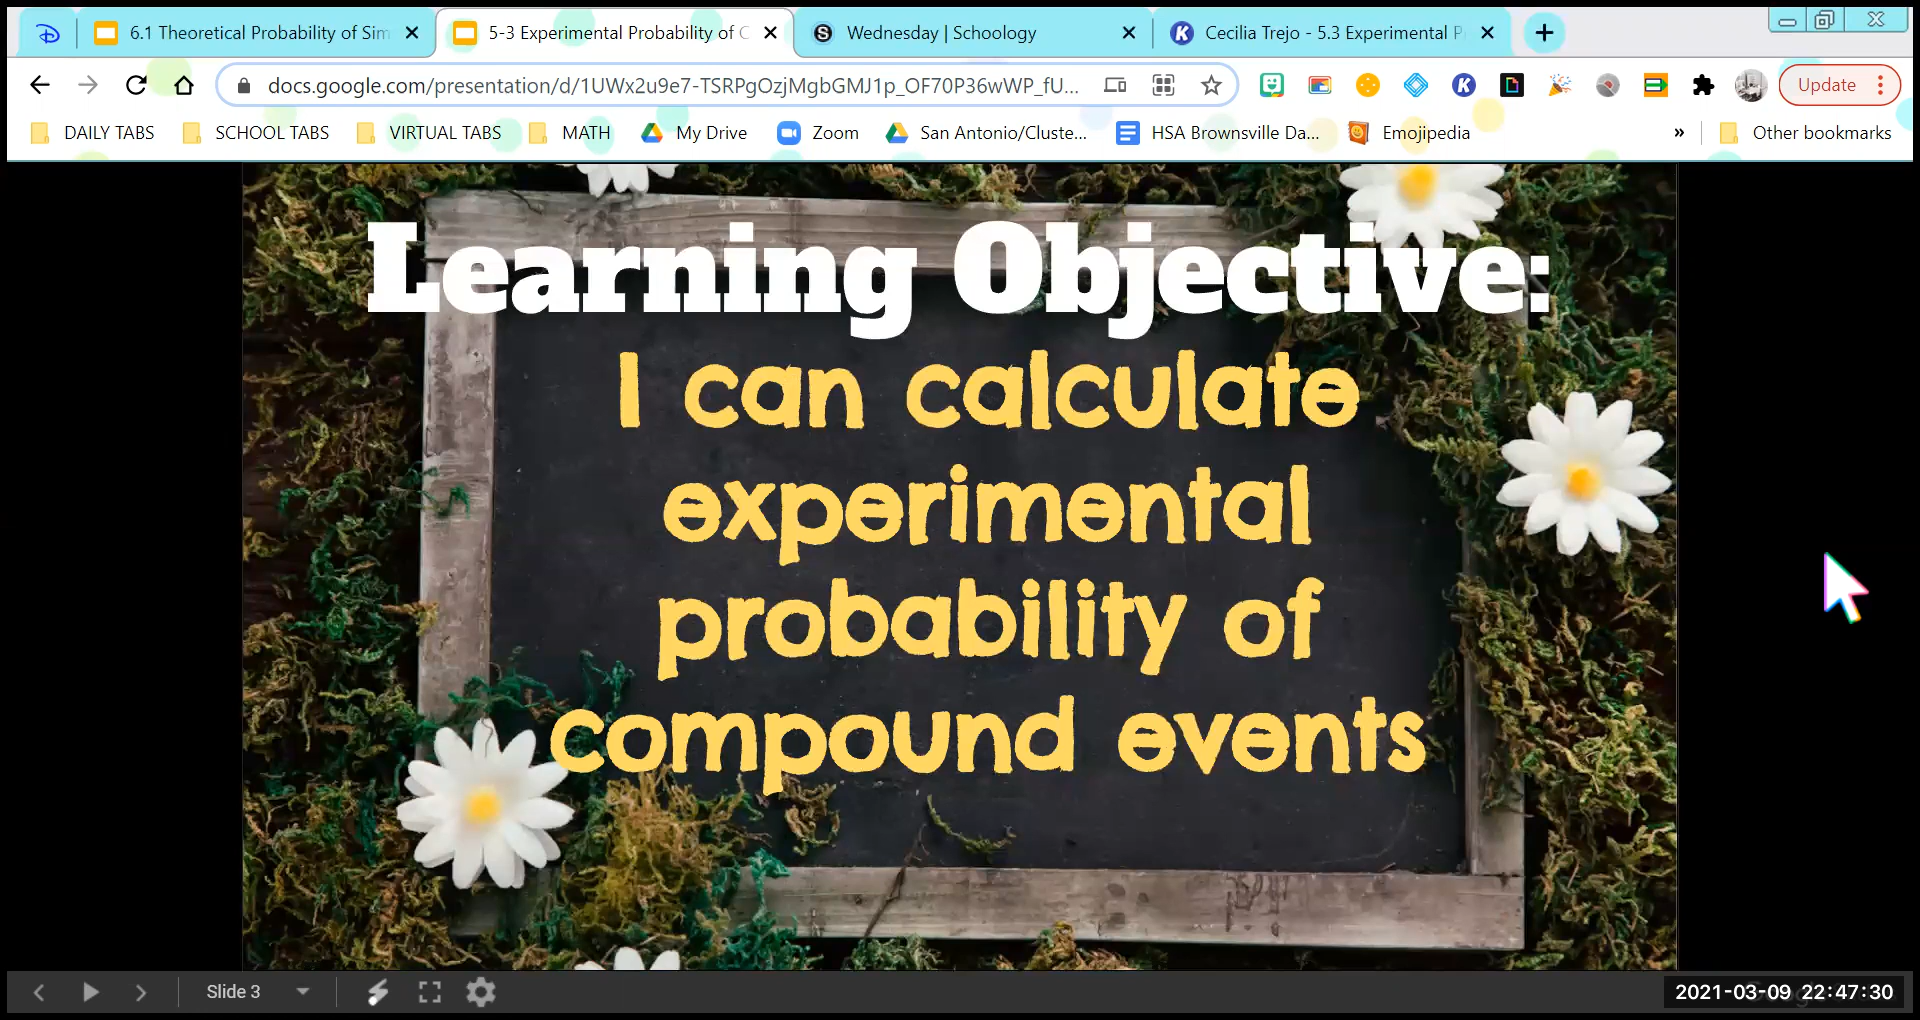 6.1 Theoretical Probability of Sim
5-3 Experimental Probability of C
Wednesday | Schoology
Cecilia Trejo - 5.3 Experimental P
docs.google.com/presentation/d/1UWx2u9e7-TSRPgOzjMgbGMJ1p_OF70P36wWP_fU...
Update
DAILY TABS
SCHOOL TABS
VIRTUAL TABS
MATH
My Drive
Zoom
San Antonio/Cluste...
HSA Brownsville Da...
Emojipedia
»
Other bookmarks
Learning Objective:
I can calculate
experimental
probability of
compound events
Slide 3
2021-03-09 22:47:30